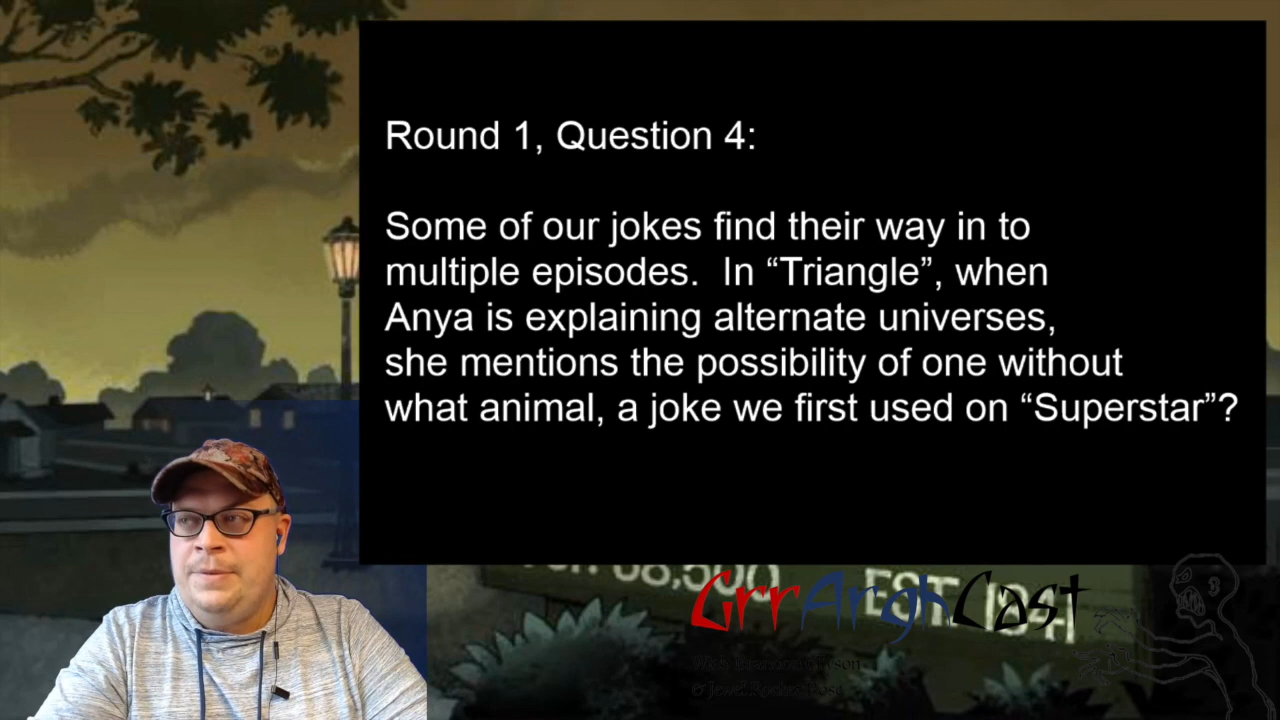 Round 1, Question 4:
Some of our jokes find their way in to
multiple episodes.  In “Triangle”, when
Anya is explaining alternate universes,
she mentions the possibility of one without
what animal, a joke we first used on “Superstar”?
GrrArghCast